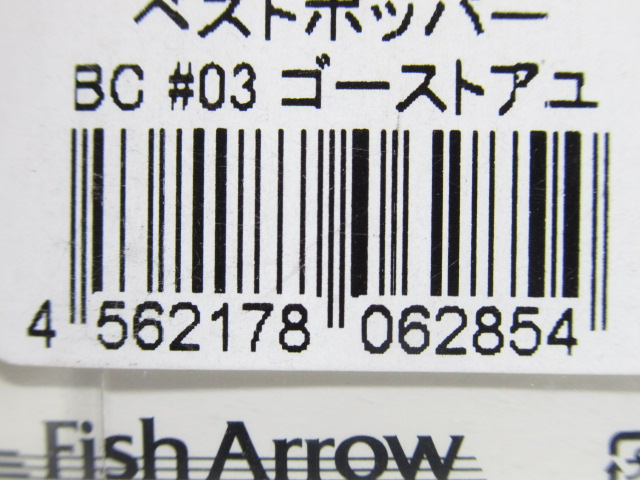 ベストポッパー
BC #03 ゴーストアユ
4 562178 062854
Fish Arrow